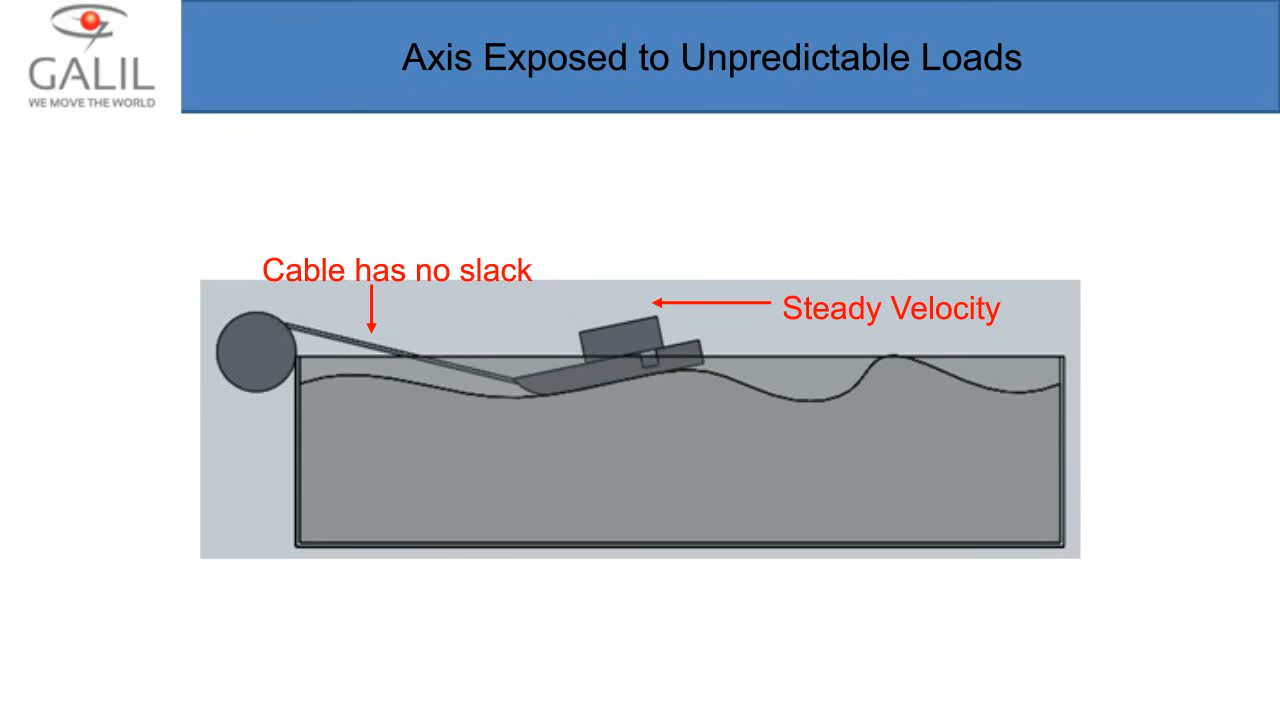 GALIL
WE MOVE THE WORLD
Axis Exposed to Unpredictable Loads
Cable has no slack
Steady Velocity